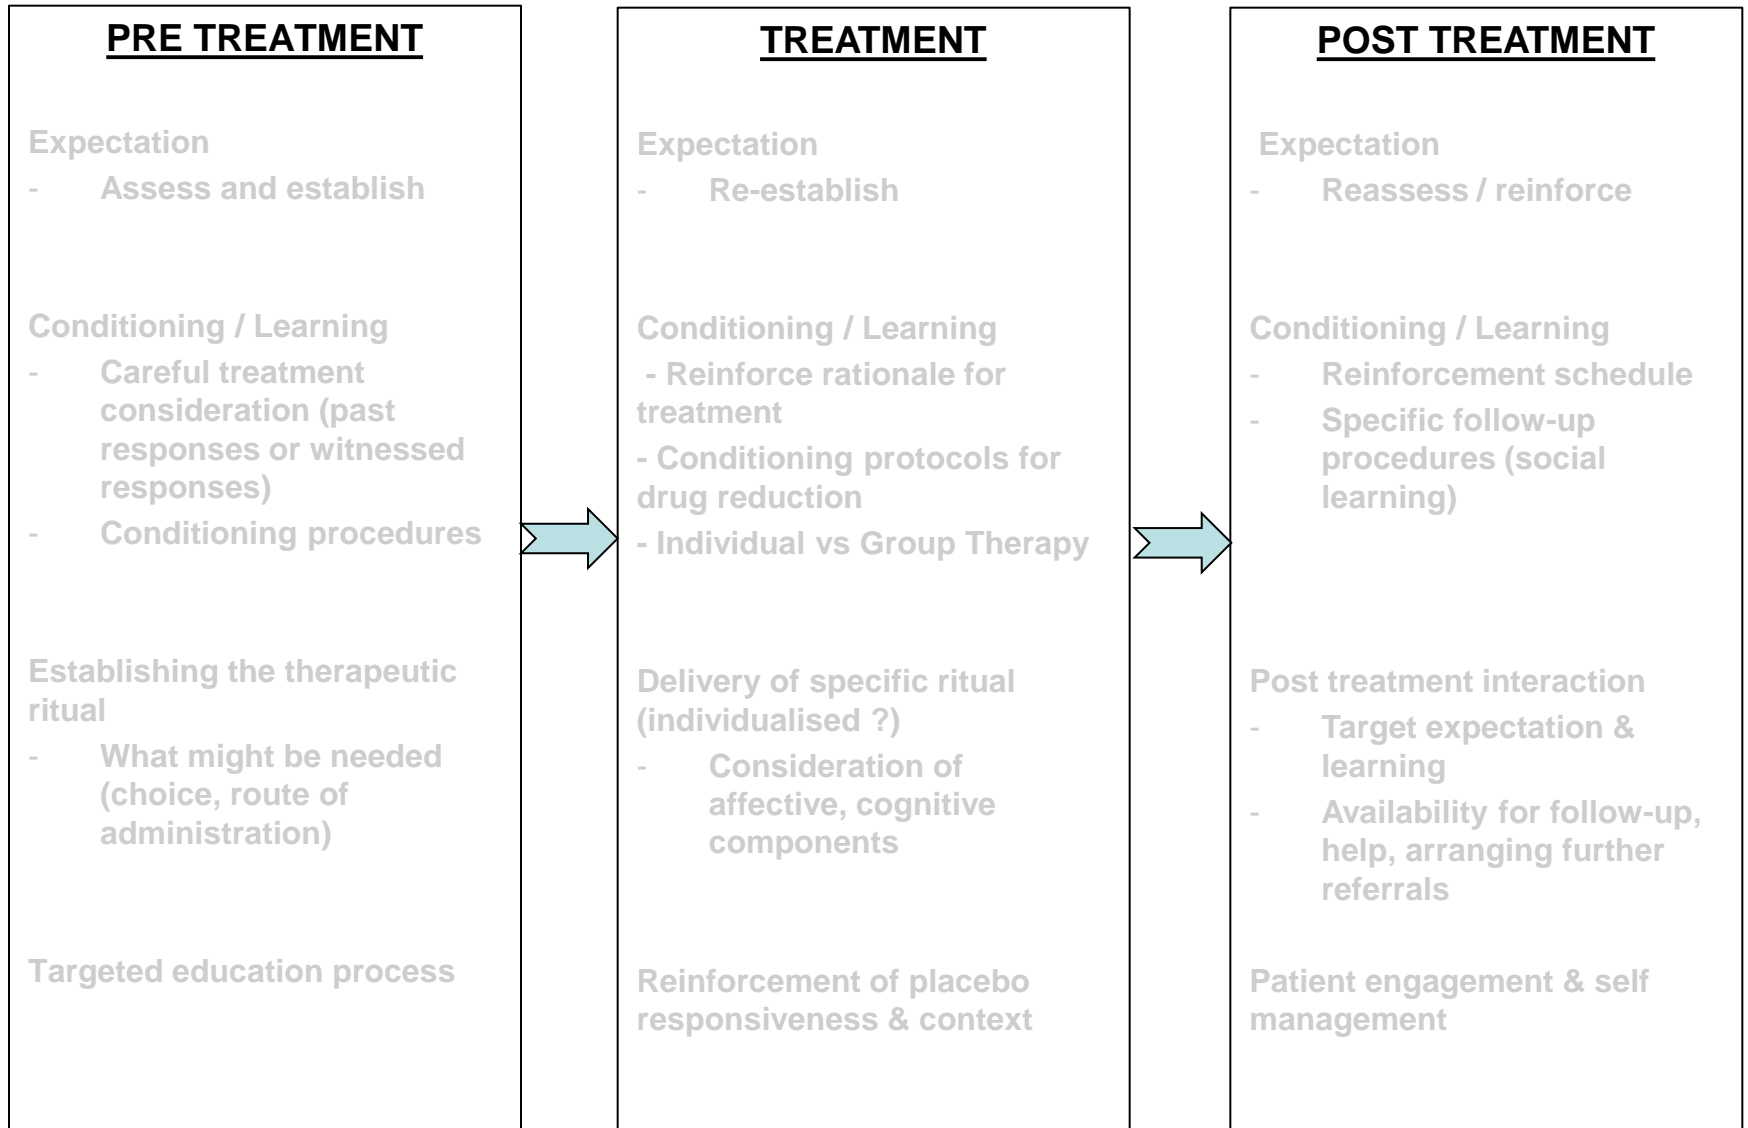 PRE TREATMENT
Expectation
- Assess and establish
Conditioning / Learning
- Careful treatment
consideration (past
responses or witnessed
responses)
- Conditioning procedures
Establishing the therapeutic
ritual
- What might be needed
(choice, route of
administration)
Targeted education process
TREATMENT
Expectation
- Re-establish
Conditioning / Learning
- Reinforce rationale for
treatment
- Conditioning protocols for
drug reduction
- Individual vs Group Therapy
Delivery of specific ritual
(individualised ?)
- Consideration of
affective, cognitive
components
Reinforcement of placebo
responsiveness & context
POST TREATMENT
Expectation
- Reassess / reinforce
Conditioning / Learning
- Reinforcement schedule
- Specific follow-up
procedures (social
learning)
Post treatment interaction
- Target expectation &
learning
- Availability for follow-up,
help, arranging further
referrals
Patient engagement & self
management